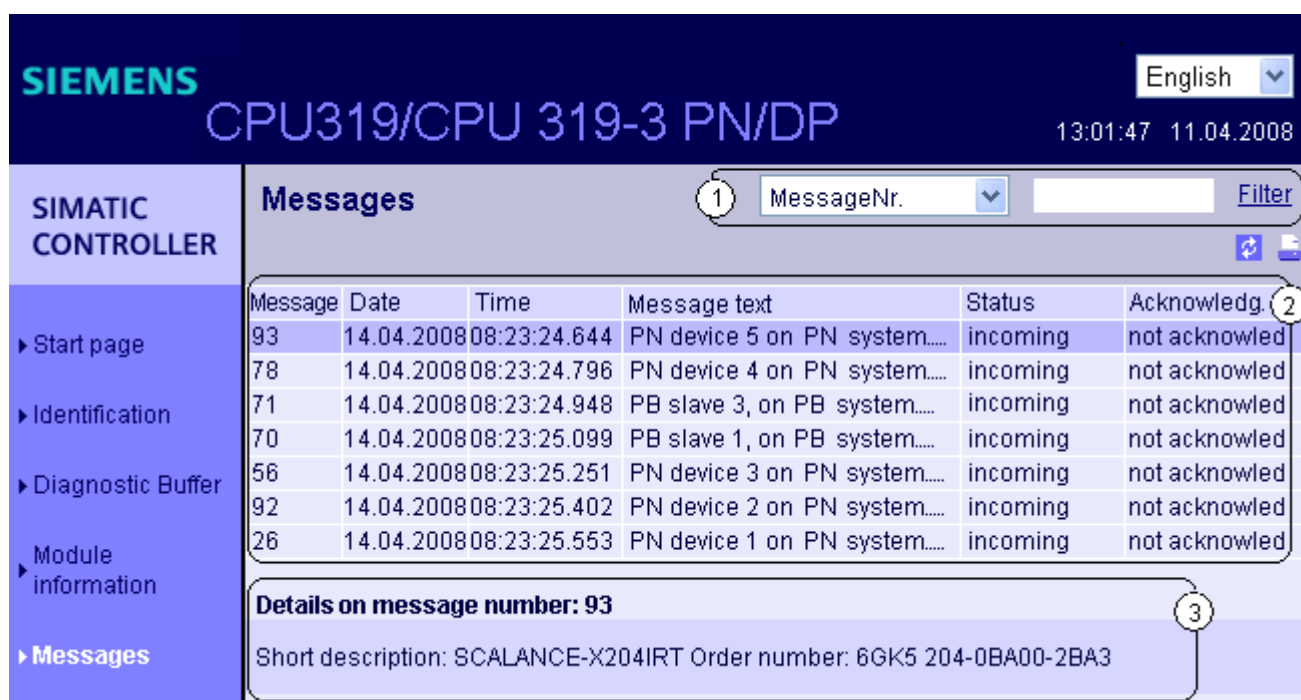 SIEMENS
English
CPU319/CPU 319-3 PN/DP
13:01:47 11.04.2008
SIMATIC
CONTROLLER
Messages
1
MessageNr.
Filter
Message Date Time Message text Status Acknowledg.
2
93 14.04.2008 08:23:24.644 PN device 5 on PN system..... incoming not acknowled
78 14.04.2008 08:23:24.796 PN device 4 on PN system..... incoming not acknowled
71 14.04.2008 08:23:24.948 PB slave 3, on PB system..... incoming not acknowled
70 14.04.2008 08:23:25.099 PB slave 1, on PB system..... incoming not acknowled
56 14.04.2008 08:23:25.251 PN device 3 on PN system..... incoming not acknowled
92 14.04.2008 08:23:25.402 PN device 2 on PN system..... incoming not acknowled
26 14.04.2008 08:23:25.553 PN device 1 on PN system..... incoming not acknowled
Start page
Identification
Diagnostic Buffer
Module
information
Messages
Details on message number: 93
3
Short description: SCALANCE-X204IRT Order number: 6GK5 204-0BA00-2BA3